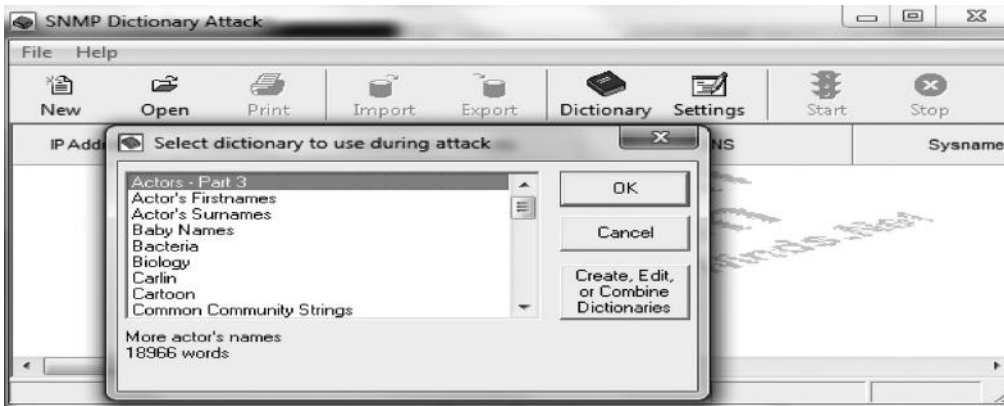 SNMP Dictionary Attack
File Help
New Open Print Import Export Dictionary Settings Start Stop
IP Add NS Sysname
Select dictionary to use during attack
Actors - Part 3
Actor's Firstnames
Actor's Surnames
Baby Names
Bacteria
Biology
Carlin
Cartoon
Common Community Strings
OK
Cancel
Create, Edit,
or Combine
Dictionaries
More actor's names
18966 words